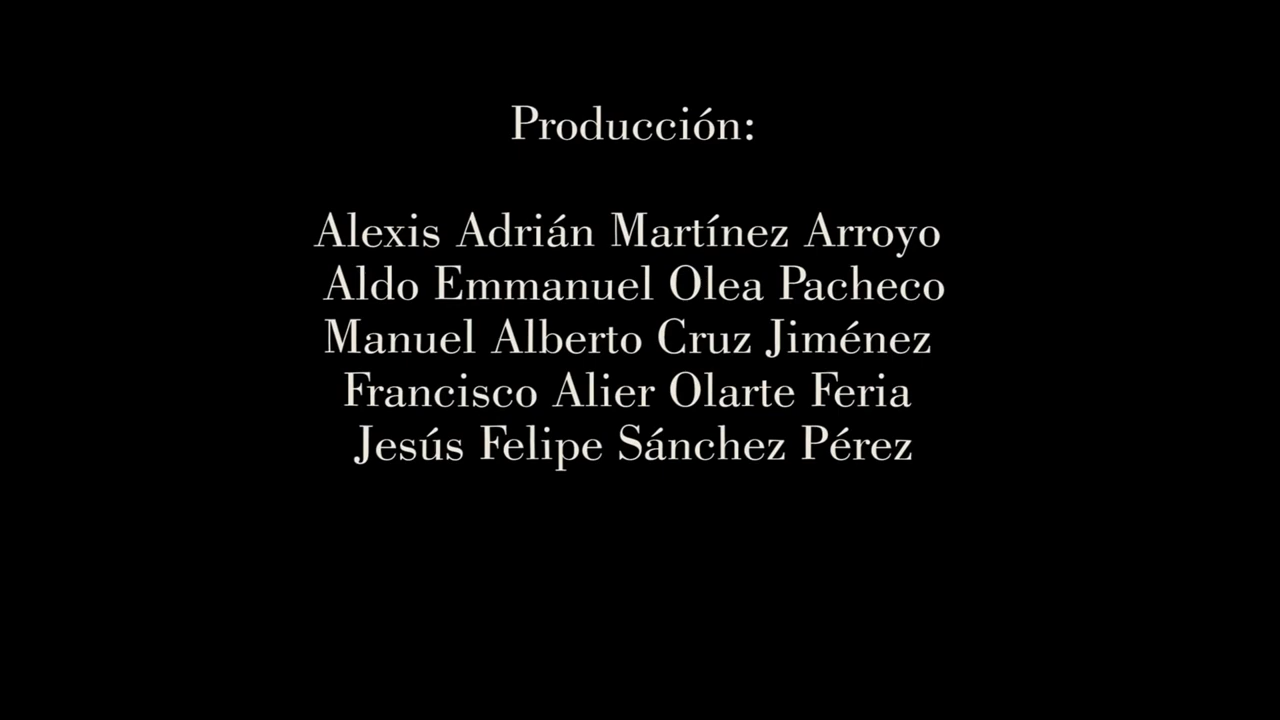 Producción:
Alexis Adrián Martínez Arroyo
Aldo Emmanuel Olea Pacheco
Manuel Alberto Cruz Jiménez
Francisco Alier Olarte Feria
Jesús Felipe Sánchez Pérez